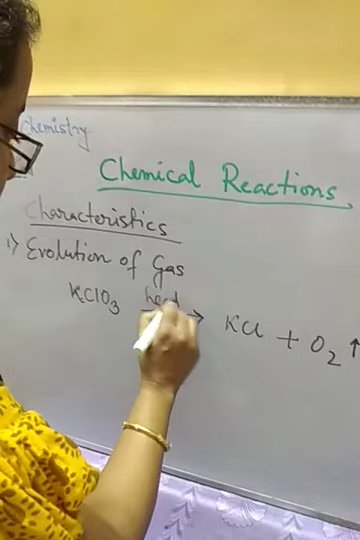 Chemistry
Chemical Reactions
Characteristics
1) Evolution of Gas
heat
KClO3 → KCl + O2 ↑